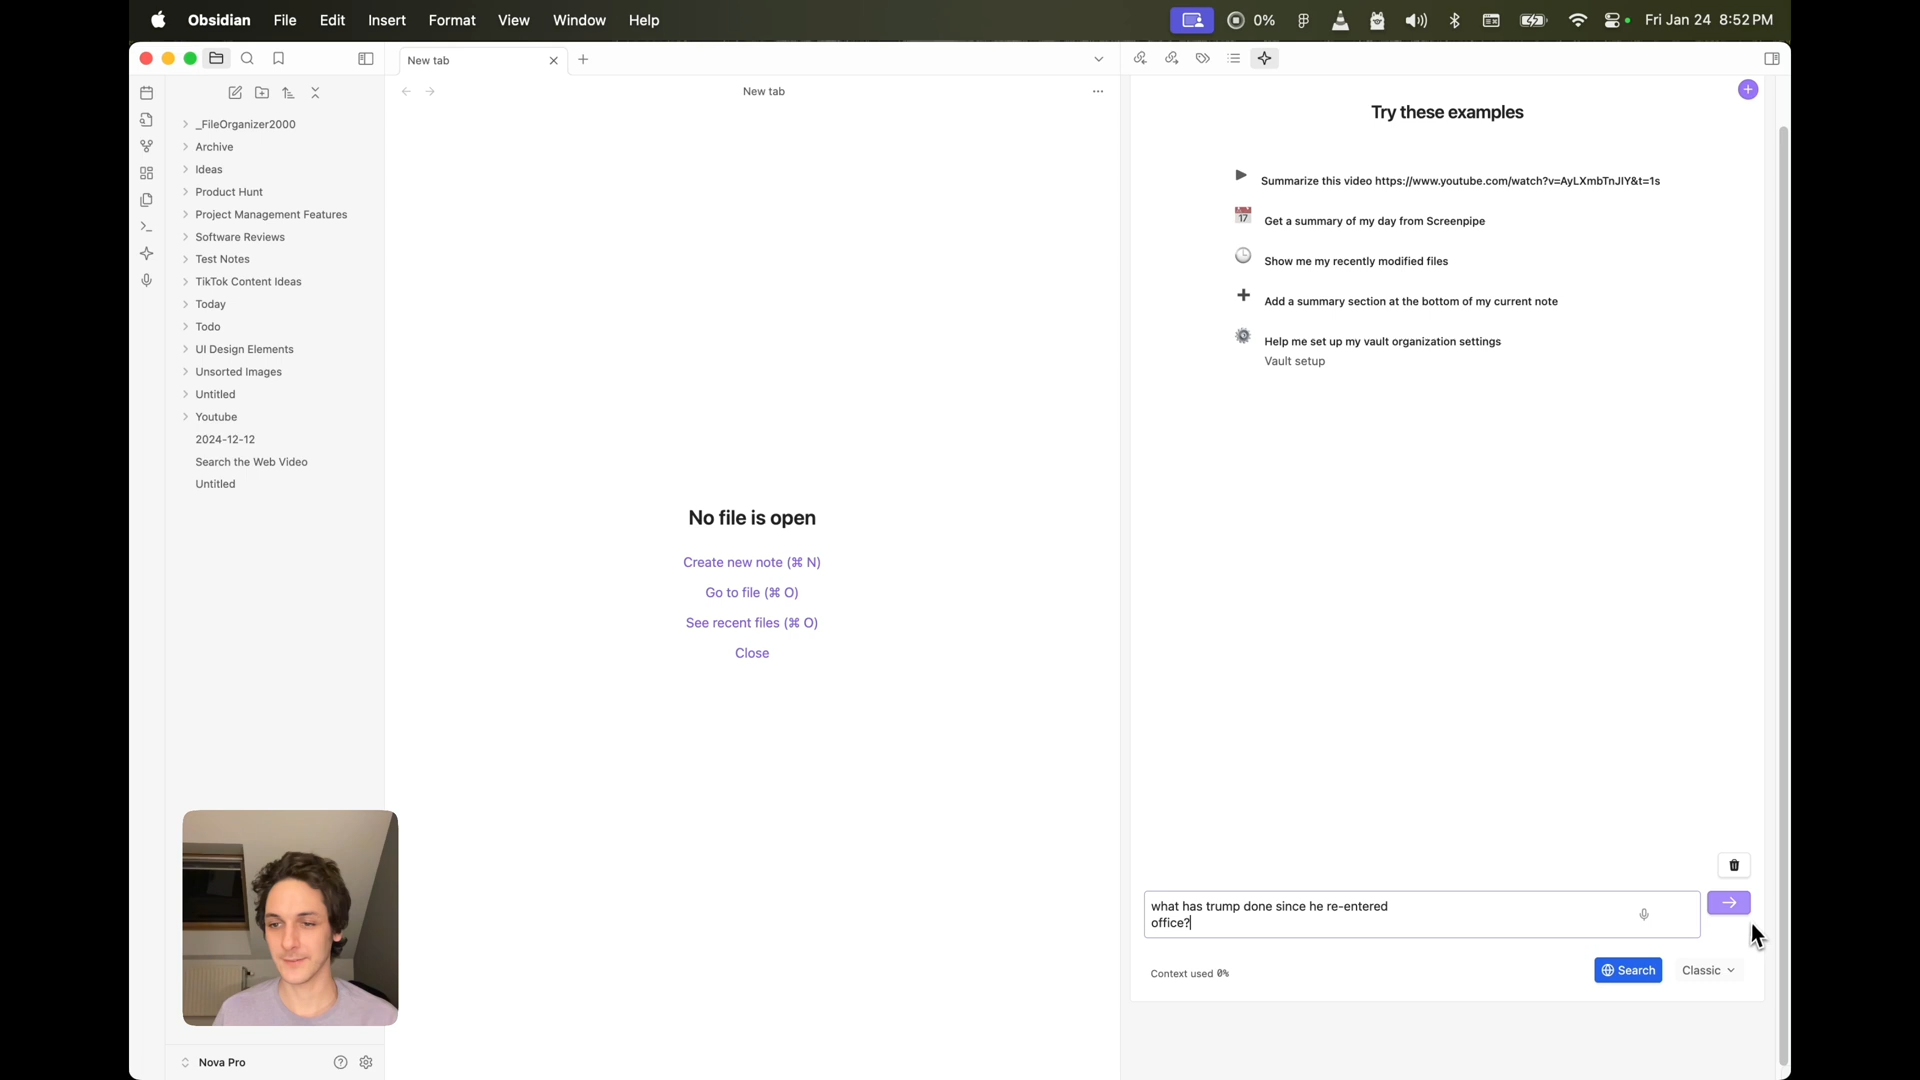 Obsidian File Edit Insert Format View Window Help
0% Fri Jan 24 8:52 PM
New tab
New tab
_FileOrganizer2000
Archive
Ideas
Product Hunt
Project Management Features
Software Reviews
Test Notes
TikTok Content Ideas
Today
Todo
UI Design Elements
Unsorted Images
Untitled
Youtube
2024-12-12
Search the Web Video
Untitled
Nova Pro
No file is open
Create new note (⌘ N)
Go to file (⌘ O)
See recent files (⌘ O)
Close
Try these examples
Summarize this video https://www.youtube.com/watch?v=AyLXmbTnJIY&t=1s
17
Get a summary of my day from Screenpipe
Show me my recently modified files
Add a summary section at the bottom of my current note
Help me set up my vault organization settings
Vault setup
what has trump done since he re-entered
office?
Context used 0%
Search
Classic